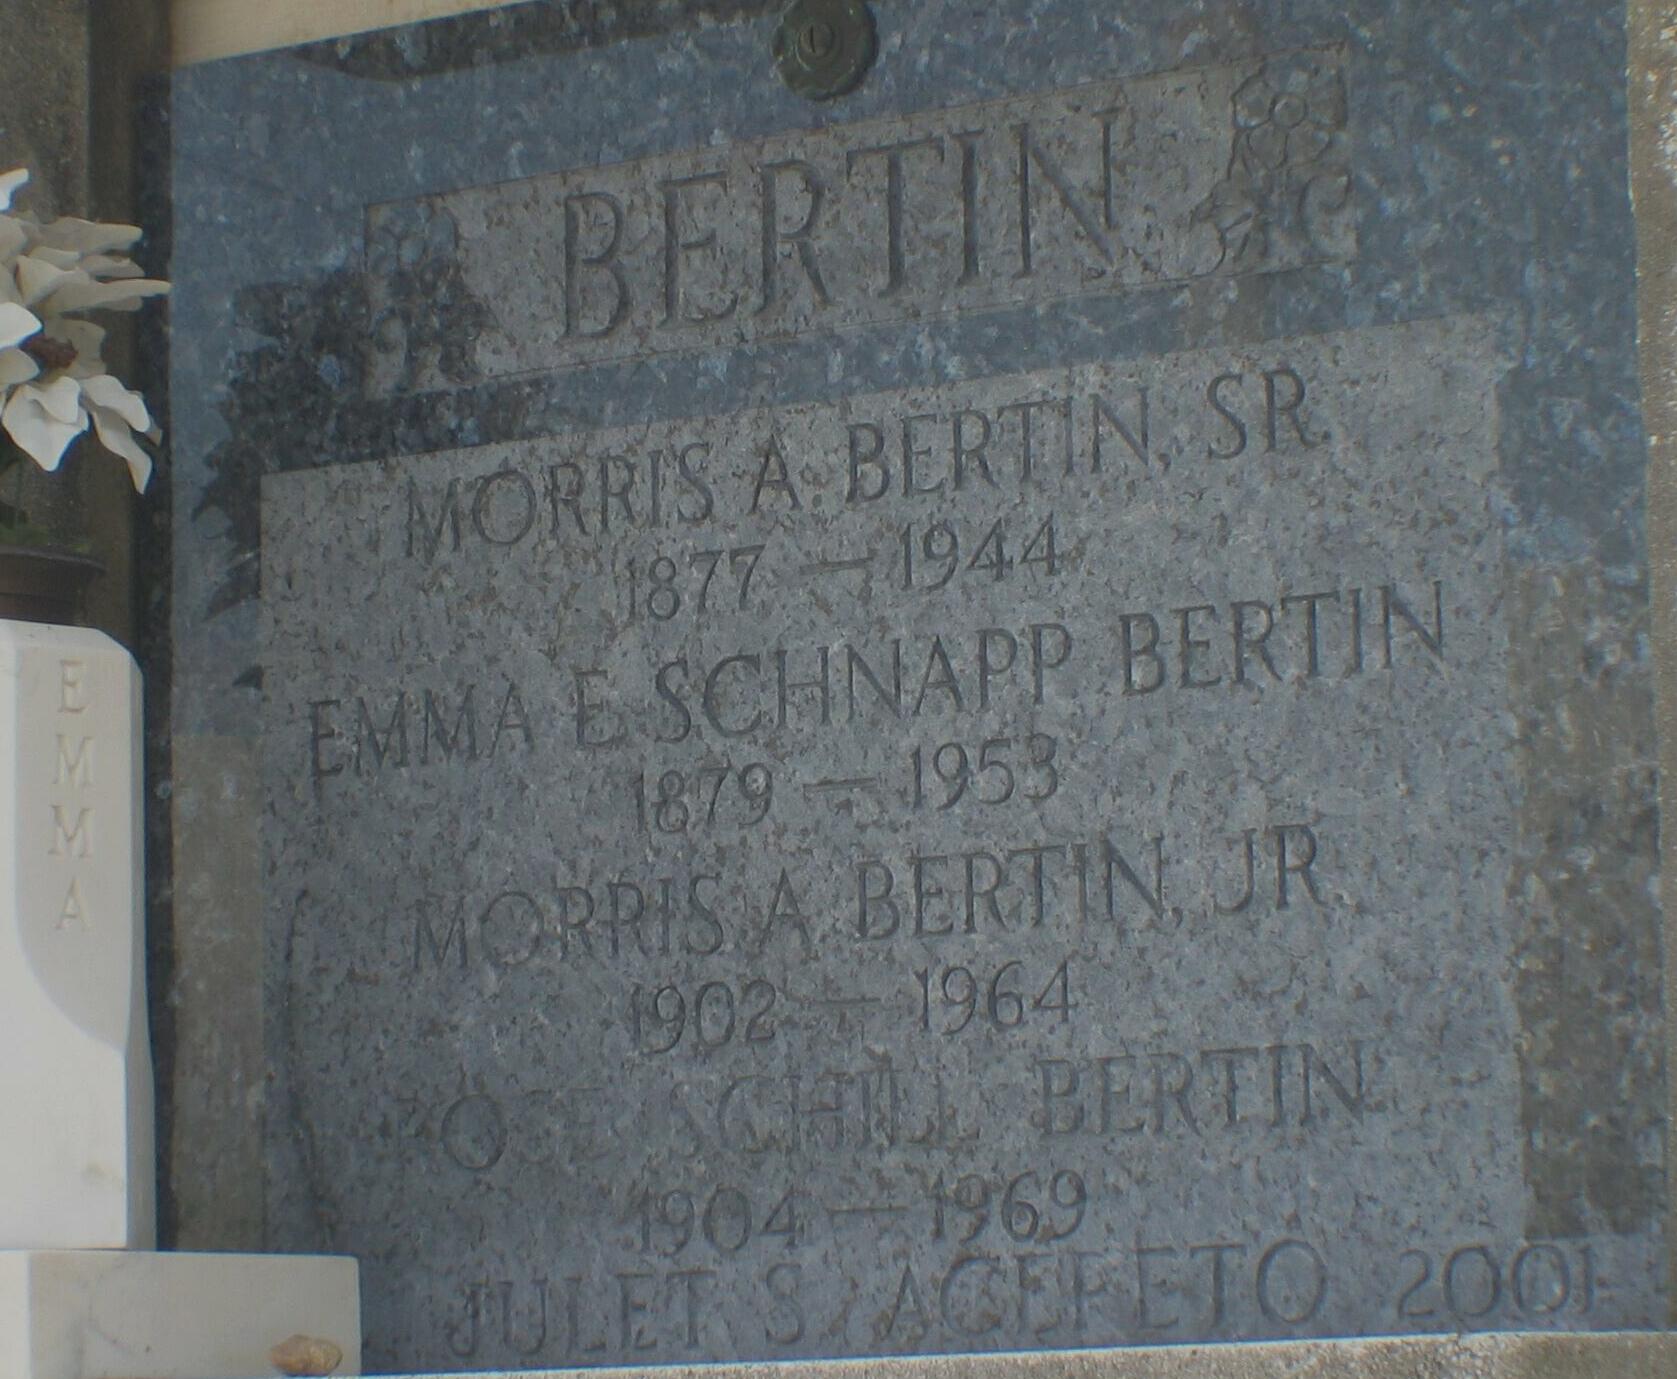 BERTIN
MORRIS A. BERTIN, SR.
1877 — 1944
EMMA E. SCHNAPP BERTIN
1879 — 1953
MORRIS A. BERTIN, JR.
1902 — 1964
ROSE SCHILL BERTIN
1904 — 1969
JULET S. 2001
EMMA